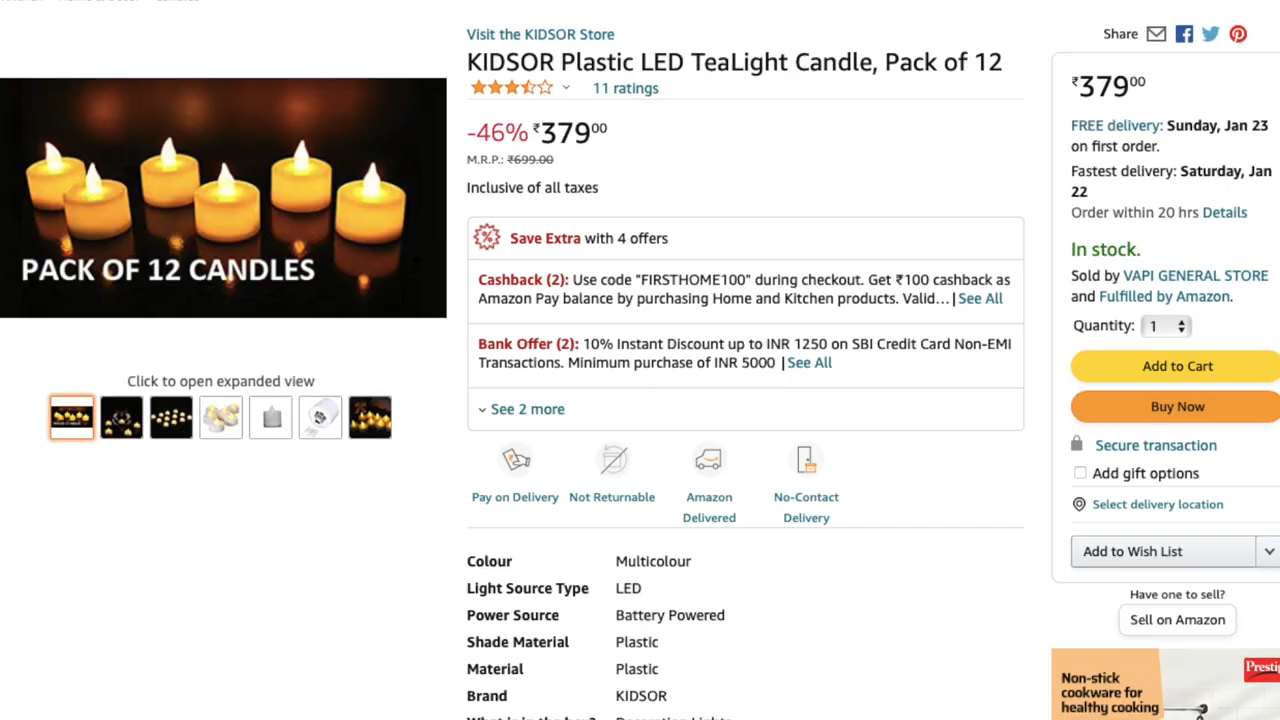 Visit the KIDSOR Store
KIDSOR Plastic LED TeaLight Candle, Pack of 12
11 ratings
-46% ₹379⁰⁰
M.R.P.: ₹699.00
Inclusive of all taxes
Save Extra with 4 offers
Cashback (2): Use code "FIRSTHOME100" during checkout. Get ₹100 cashback as
Amazon Pay balance by purchasing Home and Kitchen products. Valid… | See All
Bank Offer (2): 10% Instant Discount up to INR 1250 on SBI Credit Card Non-EMI
Transactions. Minimum purchase of INR 5000 | See All
See 2 more
Pay on Delivery
Not Returnable
Amazon
Delivered
No-Contact
Delivery
Colour Multicolour
Light Source Type LED
Power Source Battery Powered
Shade Material Plastic
Material Plastic
Brand KIDSOR
PACK OF 12 CANDLES
Click to open expanded view
Share
₹379⁰⁰
FREE delivery: Sunday, Jan 23
on first order.
Fastest delivery: Saturday, Jan
22
Order within 20 hrs Details
In stock.
Sold by VAPI GENERAL STORE
and Fulfilled by Amazon.
Quantity: 1
Add to Cart
Buy Now
Secure transaction
Add gift options
Select delivery location
Add to Wish List
Have one to sell?
Sell on Amazon
Non-stick
cookware for
healthy cooking